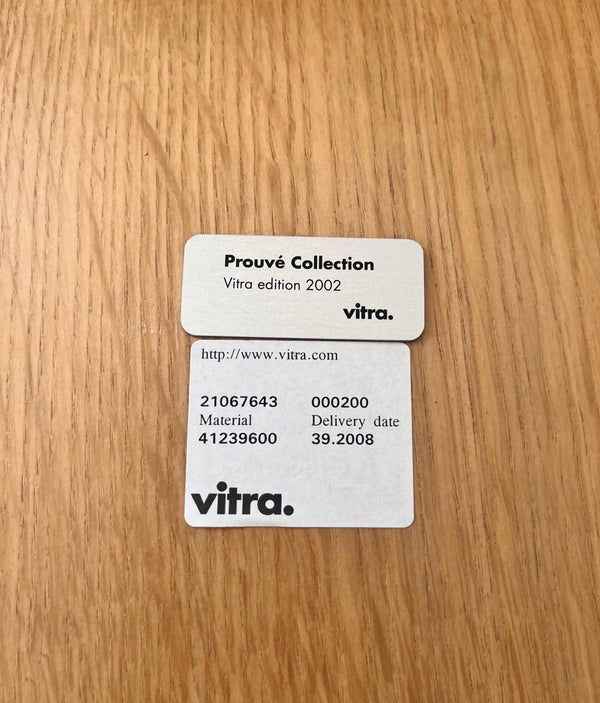 Prouvé Collection
Vitra edition 2002
vitra.
http://www.vitra.com
21067643 000200
Material Delivery date
41239600 39.2008
vitra.